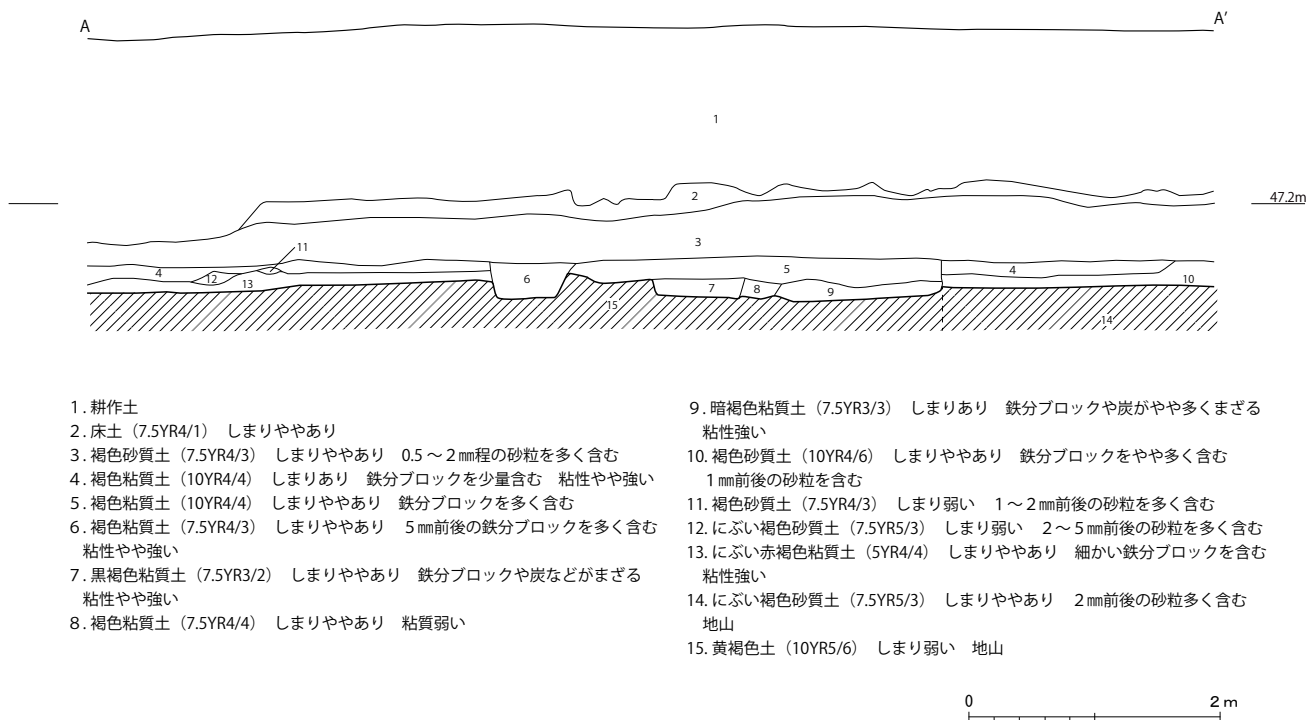 A
A′
1
47.2m
2
3
11
4
12
13
6
5
7
8
9
4
10
15
14
1. 耕作土
2. 床土（7.5YR4/1）　しまりややあり
3. 褐色砂質土（7.5YR4/3）　しまりややあり　0.5～2㎜程の砂粒を多く含む
4. 褐色粘質土（10YR4/4）　しまりあり　鉄分ブロックを少量含む　粘性やや強い
5. 褐色粘質土（10YR4/4）　しまりややあり　鉄分ブロックを多く含む
6. 褐色粘質土（7.5YR4/3）　しまりややあり　5㎜前後の鉄分ブロックを多く含む
粘性やや強い
7. 黒褐色粘質土（7.5YR3/2）　しまりややあり　鉄分ブロックや炭などがまざる
粘性やや強い
8. 褐色粘質土（7.5YR4/4）　しまりややあり　粘質弱い
9. 暗褐色粘質土（7.5YR3/3）　しまりあり　鉄分ブロックや炭がやや多くまざる
粘性強い
10. 褐色砂質土（10YR4/6）　しまりややあり　鉄分ブロックをやや多く含む
1㎜前後の砂粒を含む
11. 褐色砂質土（7.5YR4/3）　しまり弱い　1～2㎜前後の砂粒を多く含む
12. にぶい褐色砂質土（7.5YR5/3）　しまり弱い　2～5㎜前後の砂粒を多く含む
13. にぶい赤褐色粘質土（5YR4/4）　しまりややあり　細かい鉄分ブロックを含む
粘性強い
14. にぶい褐色砂質土（7.5YR5/3）　しまりややあり　2㎜前後の砂粒多く含む
地山
15. 黄褐色土（10YR5/6）　しまり弱い　地山
0　2 m